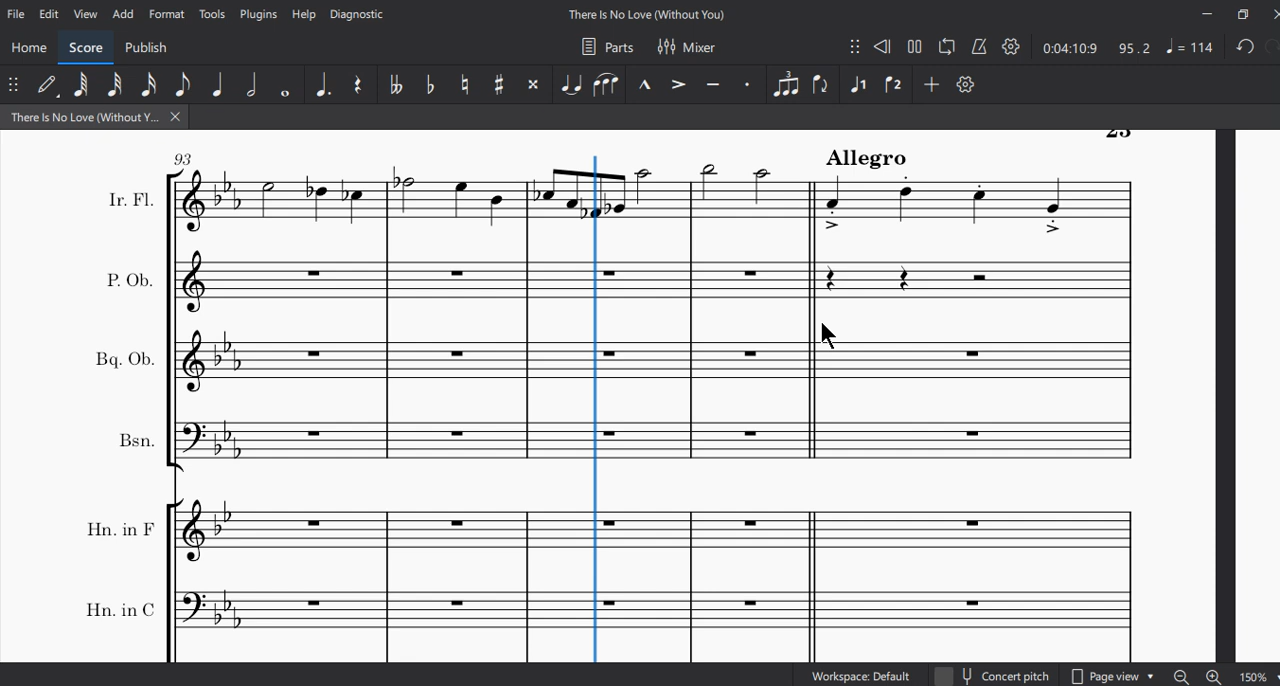 File Edit View Add Format Tools Plugins Help Diagnostic There Is No Love (Without You)
Home Score Publish Parts Mixer 0:04:10:9 95 . 2 = 114
There Is No Love (Without Y...
93 Allegro
Ir. Fl.
P. Ob.
Bq. Ob.
Bsn.
Hn. in F
Hn. in C
Workspace: Default Concert pitch Page view 150%